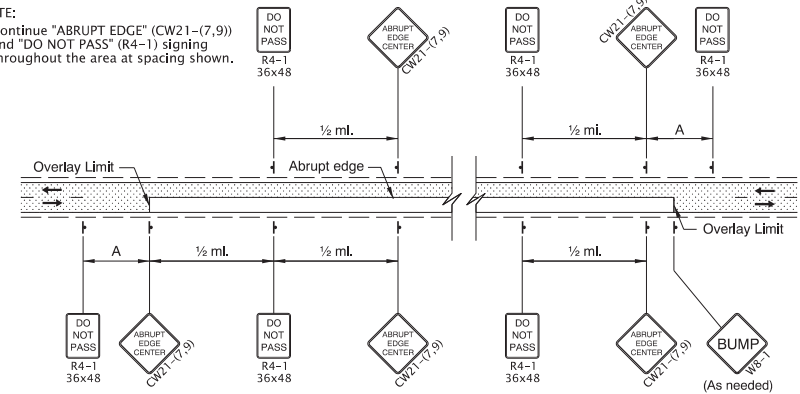 TE:
ontinue "ABRUPT EDGE" (CW21-(7,9))
nd "DO NOT PASS" (R4-1) signing
hroughout the area at spacing shown.
DO
NOT
PASS
R4-1
36x48
ABRUPT
EDGE
CENTER
CW21-(7,9)
DO
NOT
PASS
R4-1
36x48
ABRUPT
EDGE
CENTER
CW21-(7,9)
DO
NOT
PASS
R4-1
36x48
½ mI.
½ mi.
A
Overlay Limit
Abrupt edge
Overlay Limit
A
½ mI.
½ mI.
½ mI.
DO
NOT
PASS
R4-1
36x48
ABRUPT
EDGE
CENTER
CW21-(7,9)
DO
NOT
PASS
R4-1
36x48
ABRUPT
EDGE
CENTER
CW21-(7,9)
DO
NOT
PASS
R4-1
36x48
ABRUPT
EDGE
CENTER
CW21-(7,9)
BUMP
W8-1
(As needed)